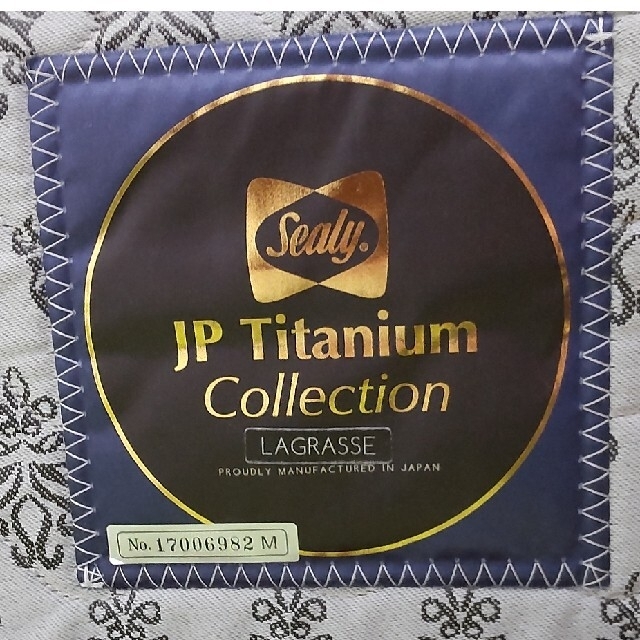 Sealy®
JP Titanium
Collection
LAGRASSE
PROUDLY MANUFACTURED IN JAPAN
No. 17006982 M